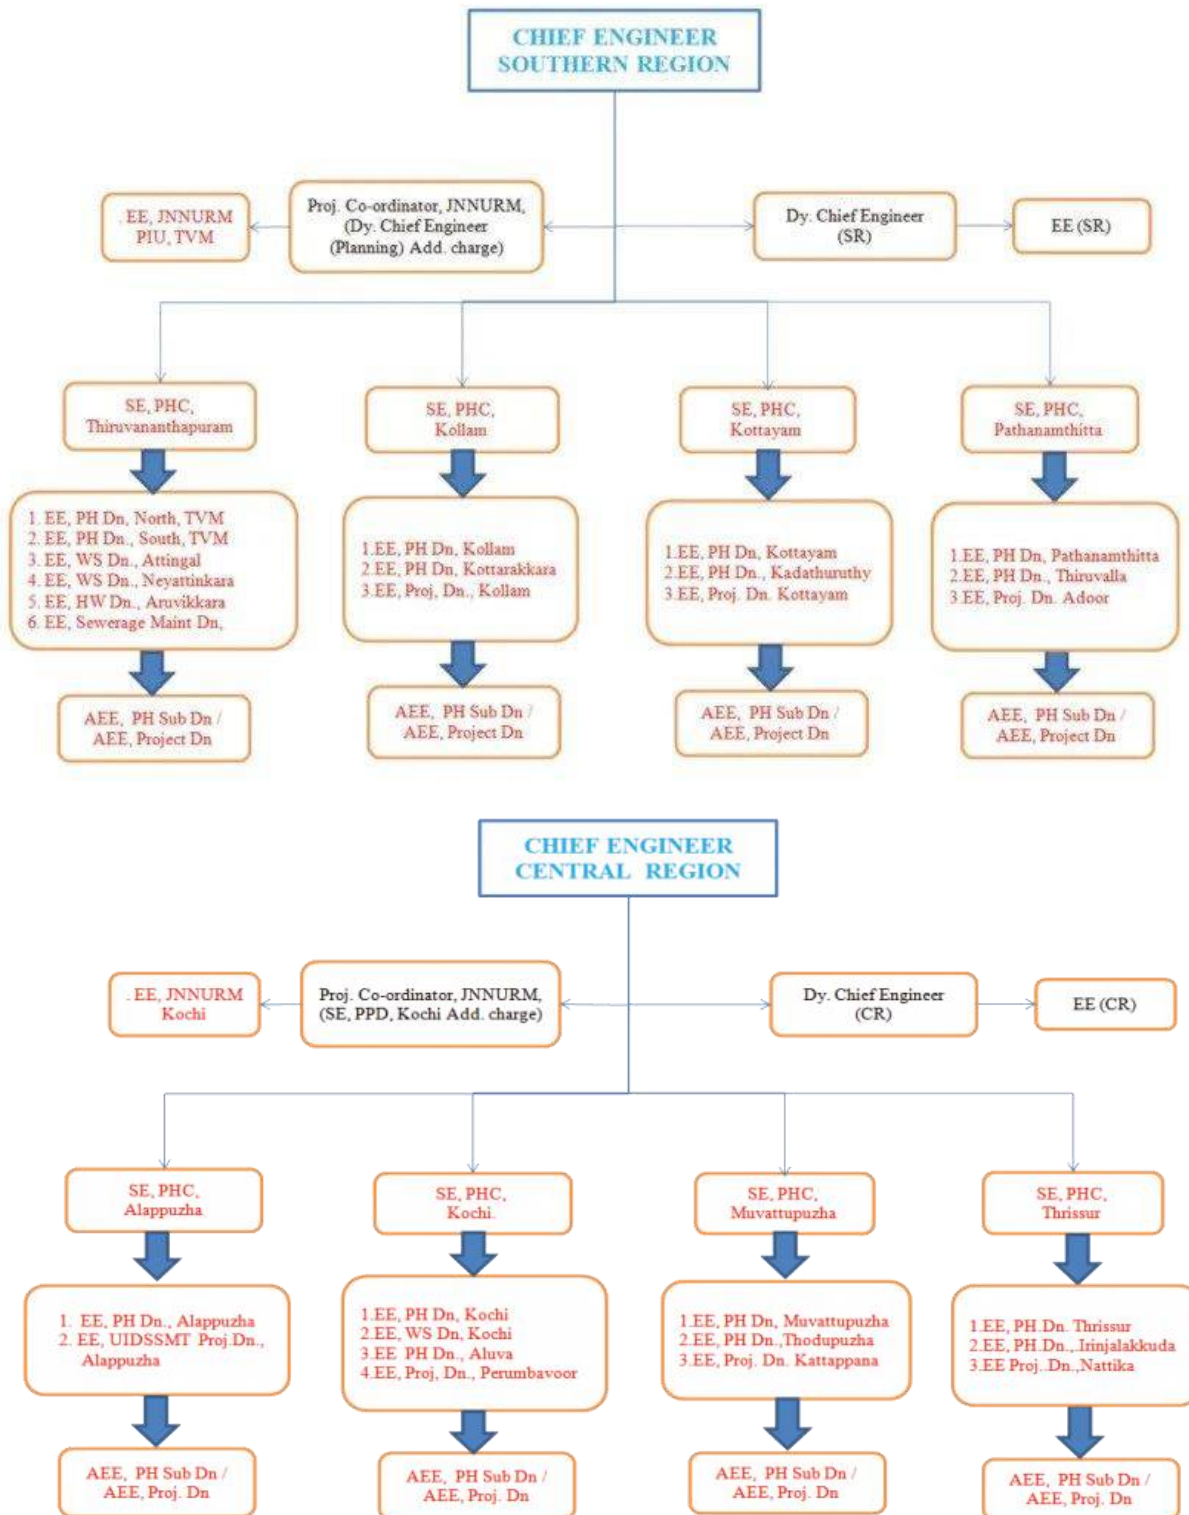 CHIEF ENGINEER
SOUTHERN REGION
. EE, JNNURM
PIU, TVM
Proj. Co-ordinator, JNNURM,
(Dy. Chief Engineer
(Planning) Add. charge)
Dy. Chief Engineer
(SR)
EE (SR)
SE, PHC,
Thiruvananthapuram
SE, PHC,
Kollam
SE, PHC,
Kottayam
SE, PHC,
Pathanamthitta
1. EE, PH Dn, North, TVM
2. EE, PH Dn., South, TVM
3. EE, WS Dn., Attingal
4. EE, WS Dn., Neyattinkara
5. EE, HW Dn., Aruvikkara
6. EE, Sewerage Maint Dn,
1.EE, PH Dn, Kollam
2.EE, PH Dn, Kottarakkara
3.EE, Proj, Dn., Kollam
1.EE, PH Dn, Kottayam
2.EE, PH Dn., Kadathuruthy
3.EE, Proj. Dn. Kottayam
1.EE, PH Dn, Pathanamthitta
2.EE, PH Dn., Thiruvalla
3.EE, Proj. Dn. Adoor
AEE, PH Sub Dn /
AEE, Project Dn
AEE, PH Sub Dn /
AEE, Project Dn
AEE, PH Sub Dn /
AEE, Project Dn
AEE, PH Sub Dn /
AEE, Project Dn
CHIEF ENGINEER
CENTRAL REGION
. EE, JNNURM
Kochi
Proj. Co-ordinator, JNNURM,
(SE, PPD, Kochi Add. charge)
Dy. Chief Engineer
(CR)
EE (CR)
SE, PHC,
Alappuzha
SE, PHC,
Kochi.
SE, PHC,
Muvattupuzha
SE, PHC,
Thrissur
1. EE, PH Dn., Alappuzha
2. EE, UIDSSMT Proj.Dn.,
Alappuzha
1.EE, PH Dn, Kochi
2.EE, WS Dn, Kochi
3.EE PH Dn., Aluva
4.EE, Proj, Dn., Perumbavoor
1.EE, PH Dn, Muvattupuzha
2.EE, PH Dn.,Thodupuzha
3.EE, Proj. Dn. Kattappana
1.EE, PH.Dn. Thrissur
2.EE, PH.Dn.,.Irinjalakkuda
3.EE Proj..Dn.,Nattika
AEE, PH Sub Dn /
AEE, Proj. Dn
AEE, PH Sub Dn /
AEE, Proj. Dn
AEE, PH Sub Dn /
AEE, Proj. Dn
AEE, PH Sub Dn /
AEE, Proj. Dn